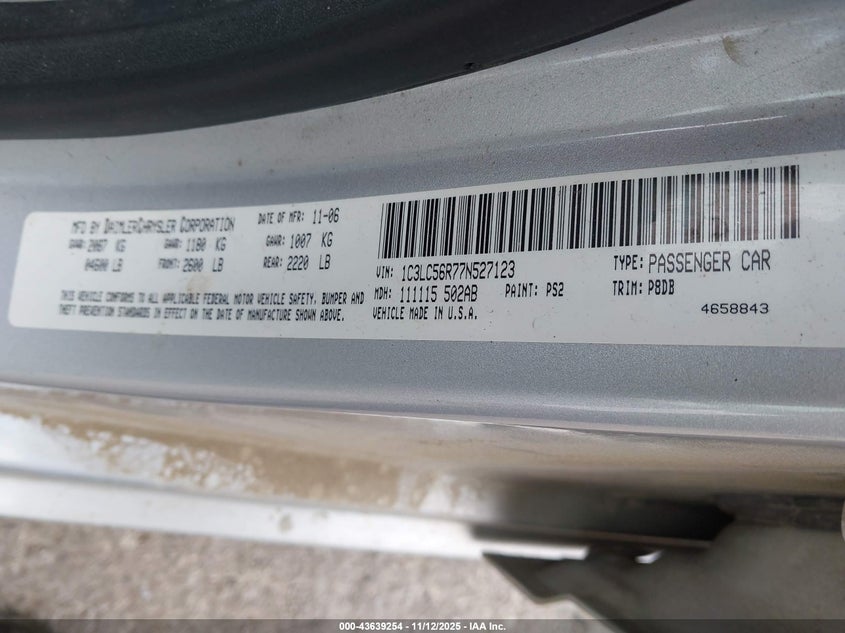 MFD BY DAIMLERCHRYSLER CORPORATION DATE OF MFR: 11-06
GVWR: 2087 KG GAWR: 1180 KG GAWR: 1007 KG
04600 LB FRONT: 2600 LB REAR: 2220 LB
THIS VEHICLE CONFORMS TO ALL APPLICABLE FEDERAL MOTOR VEHICLE SAFETY, BUMPER AND
THEFT PREVENTION STANDARDS IN EFFECT ON THE DATE OF MANUFACTURE SHOWN ABOVE.
VIN: 1C3LC56R77N527123 TYPE: PASSENGER CAR
MDH: 111115 502AB PAINT: PS2 TRIM: P8DB
VEHICLE MADE IN U.S.A. 4658843
000-43639254 | 11/12/2025 | IAA Inc.